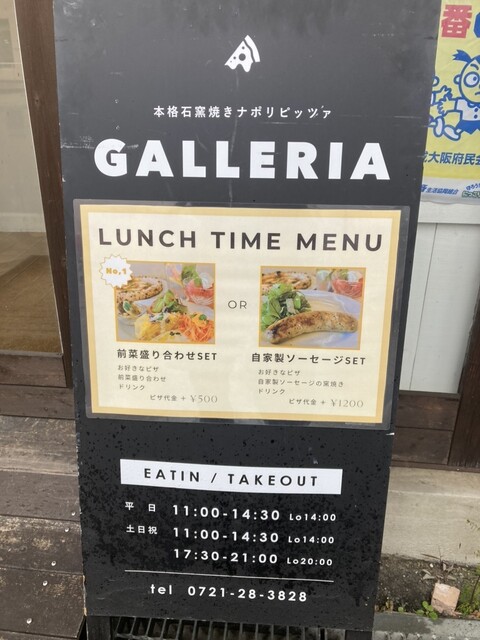 本格石窯焼きナポリピッツァ
GALLERIA
LUNCH TIME MENU
No,1
OR
前菜盛り合わせSET
お好きなピザ
前菜盛り合わせ
ドリンク
ピザ代金 + ¥500
自家製ソーセージSET
お好きなピザ
自家製ソーセージの窯焼き
ドリンク
ピザ代金 + ¥1200
EATIN / TAKEOUT
平 日 11:00-14:30 Lo14:00
土日祝 11:00-14:30 Lo14:00
17:30-21:00 Lo20:00
tel 0721-28-3828
番
大阪府民